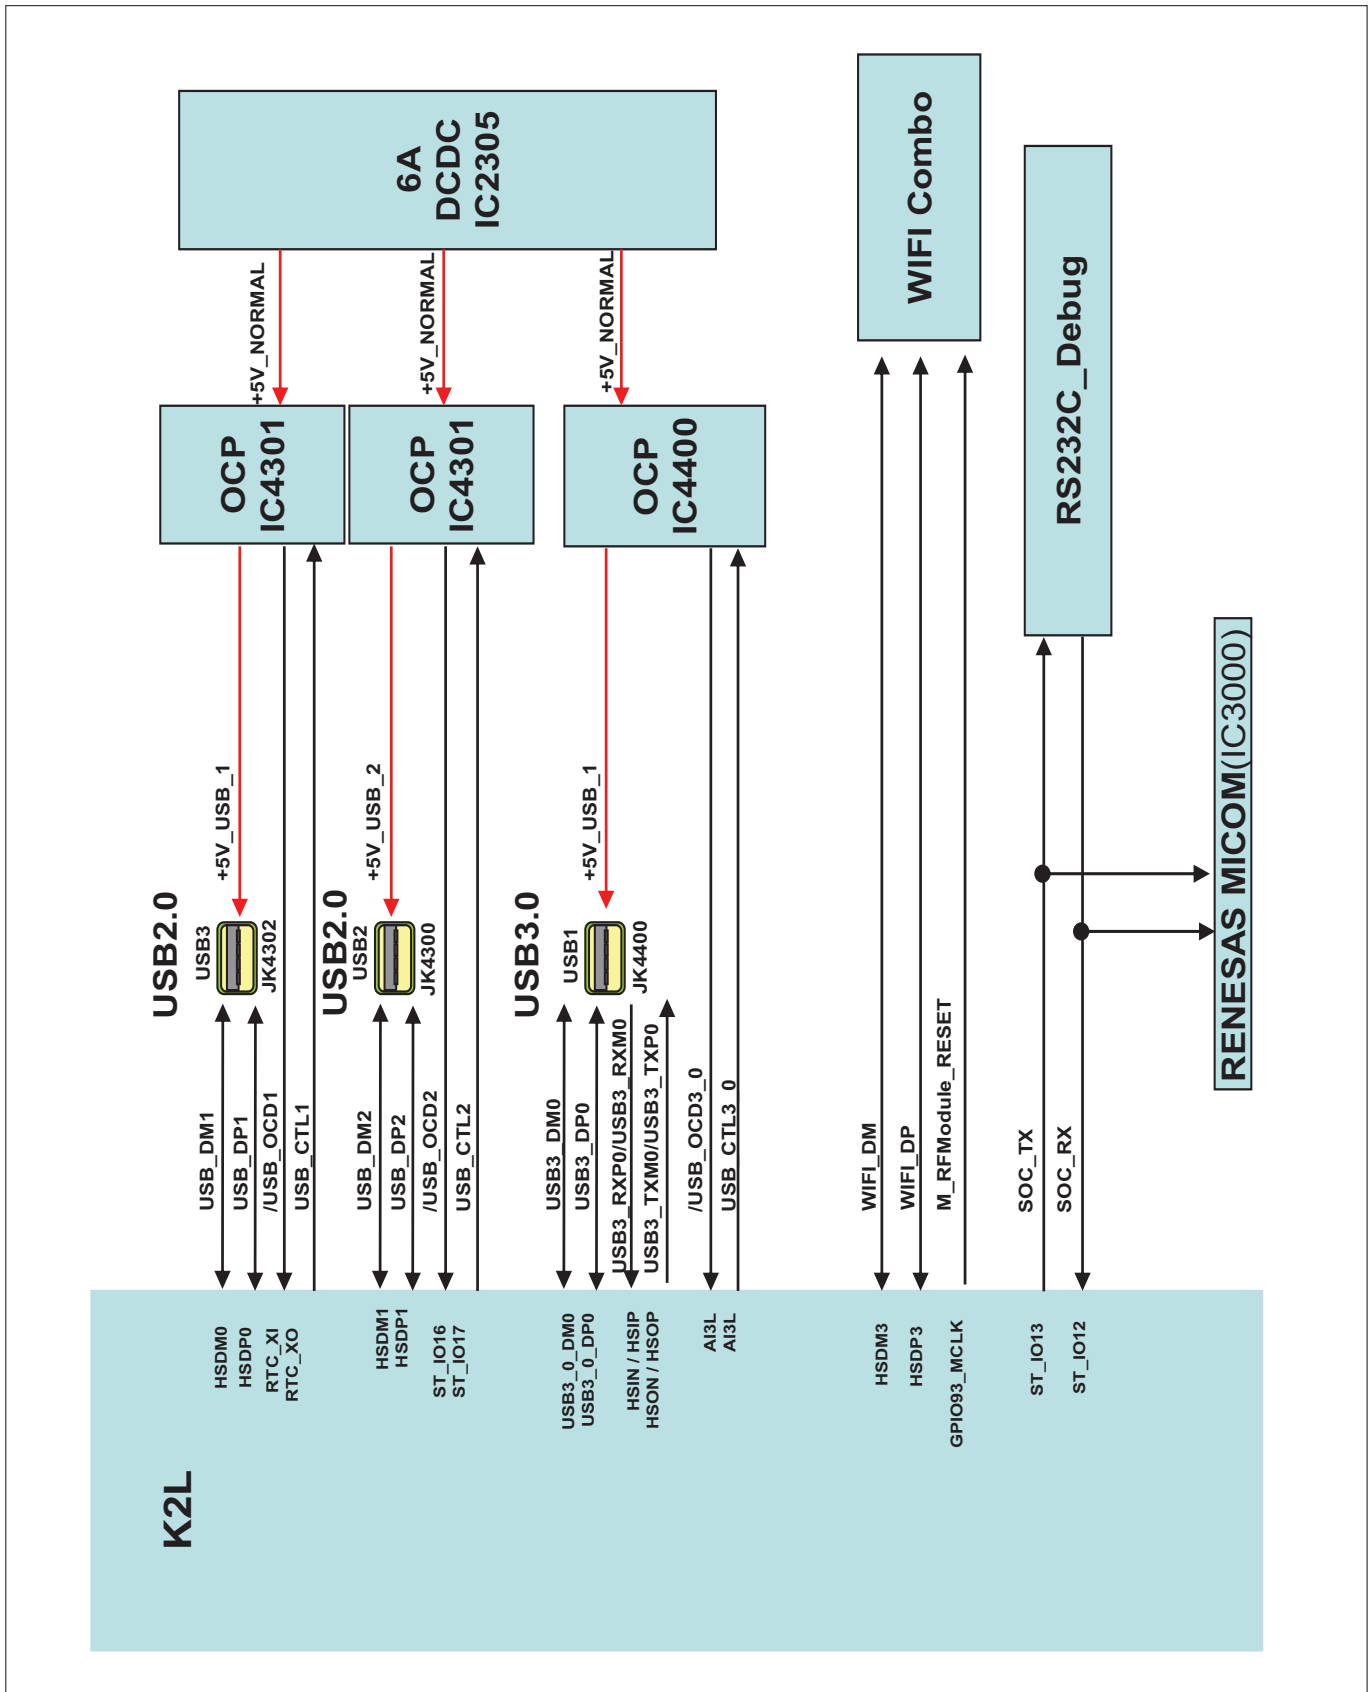 K2L
HSDM0
HSDP0
RTC_XI
RTC_XO
HSDM1
HSDP1
ST_IO16
ST_IO17
USB3_0_DM0
USB3_0_DP0
HSIN / HSIP
HSON / HSOP
AI3L
AI3L
HSDM3
HSDP3
GPIO93_MCLK
ST_IO13
ST_IO12
USB_DM1
USB_DP1
/USB_OCD1
USB_CTL1
USB_DM2
USB_DP2
/USB_OCD2
USB_CTL2
USB3_DM0
USB3_DP0
USB3_RXP0/USB3_RXM0
USB3_TXM0/USB3_TXP0
/USB_OCD3_0
USB_CTL3_0
WIFI_DM
WIFI_DP
M_RFModule_RESET
SOC_TX
SOC_RX
USB2.0
USB3
JK4302
USB2.0
USB2
JK4300
USB3.0
USB1
JK4400
+5V_USB_1
+5V_USB_2
+5V_USB_1
OCP
IC4301
OCP
IC4301
OCP
IC4400
+5V_NORMAL
+5V_NORMAL
+5V_NORMAL
6A
DCDC
IC2305
WIFI Combo
RS232C_Debug
RENESAS MICOM(IC3000)